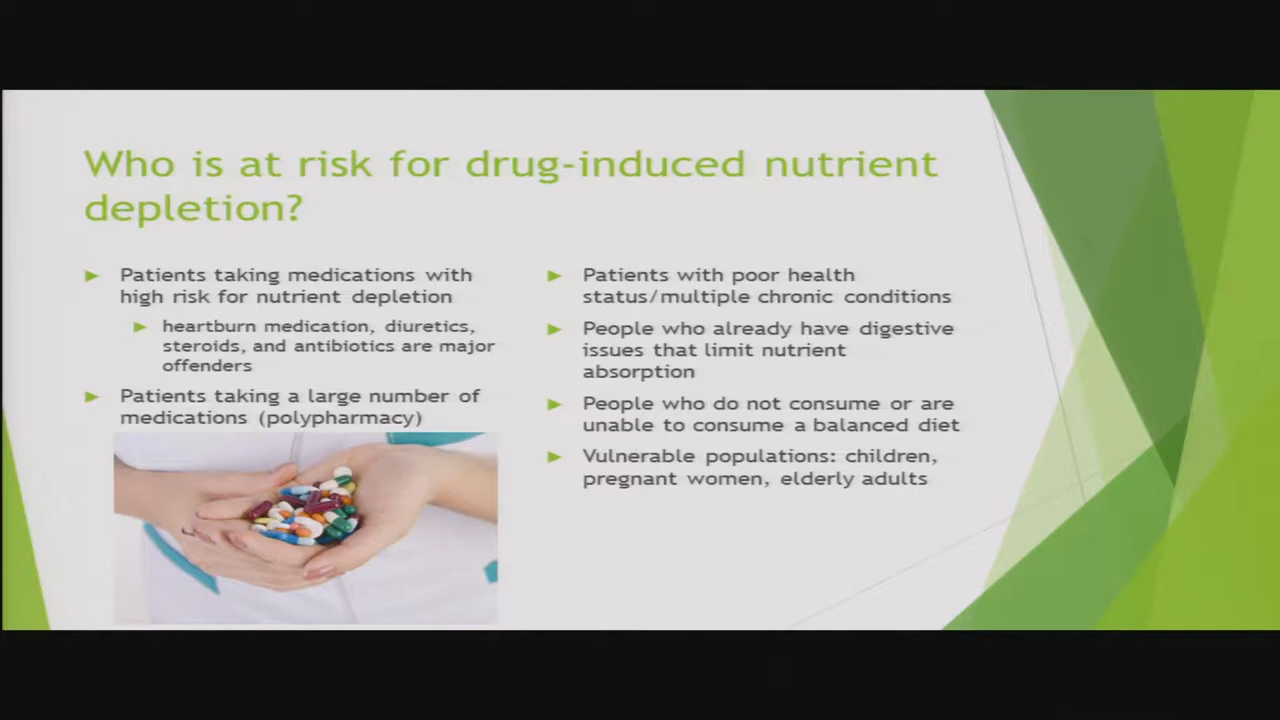 Who is at risk for drug-induced nutrient
depletion?
Patients taking medications with
high risk for nutrient depletion
heartburn medication, diuretics,
steroids, and antibiotics are major
offenders
Patients taking a large number of
medications (polypharmacy)
Patients with poor health
status/multiple chronic conditions
People who already have digestive
issues that limit nutrient
absorption
People who do not consume or are
unable to consume a balanced diet
Vulnerable populations: children,
pregnant women, elderly adults